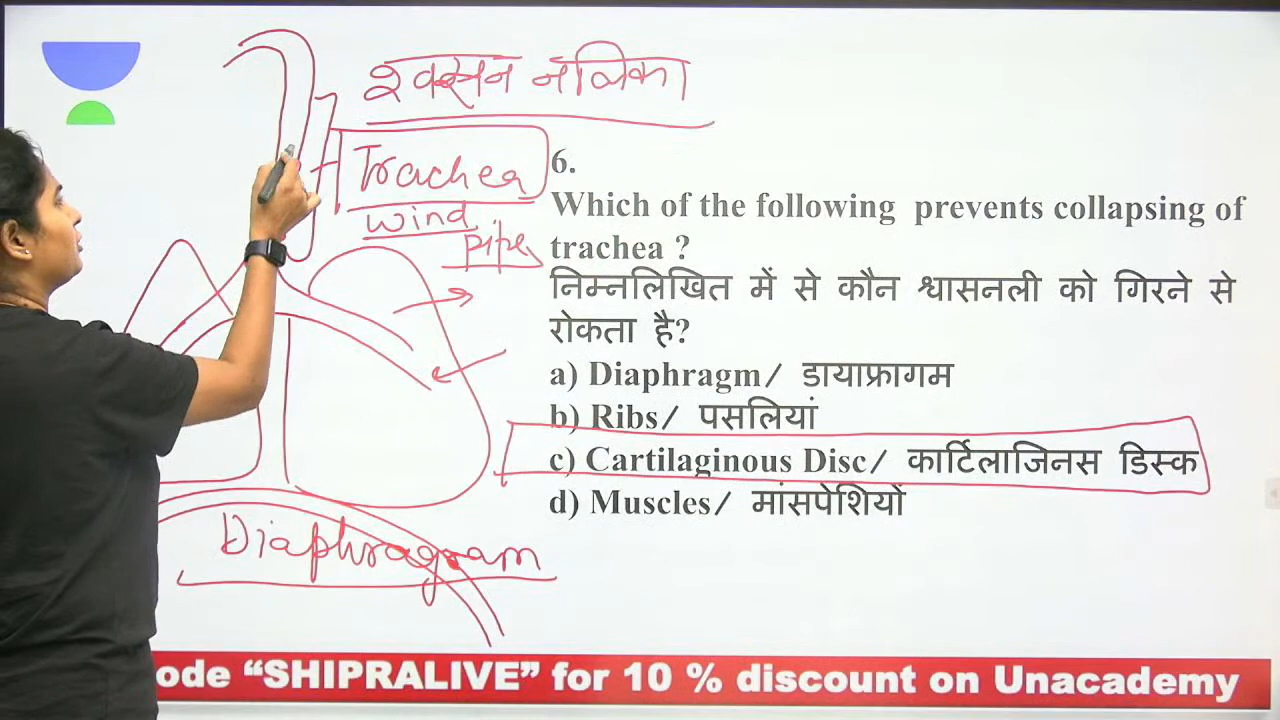 श्वसन नलिका
Trachea
wind
pipe
6.
Which of the following prevents collapsing of
trachea ?
निम्नलिखित में से कौन श्वासनली को गिरने से
रोकता है?
a) Diaphragm/ डायाफ्रागम
b) Ribs/ पसलियां
c) Cartilaginous Disc/ कार्टिलाजिनस डिस्क
d) Muscles/ मांसपेशियों
Diaphragram
ode “SHIPRALIVE” for 10 % discount on Unacademy